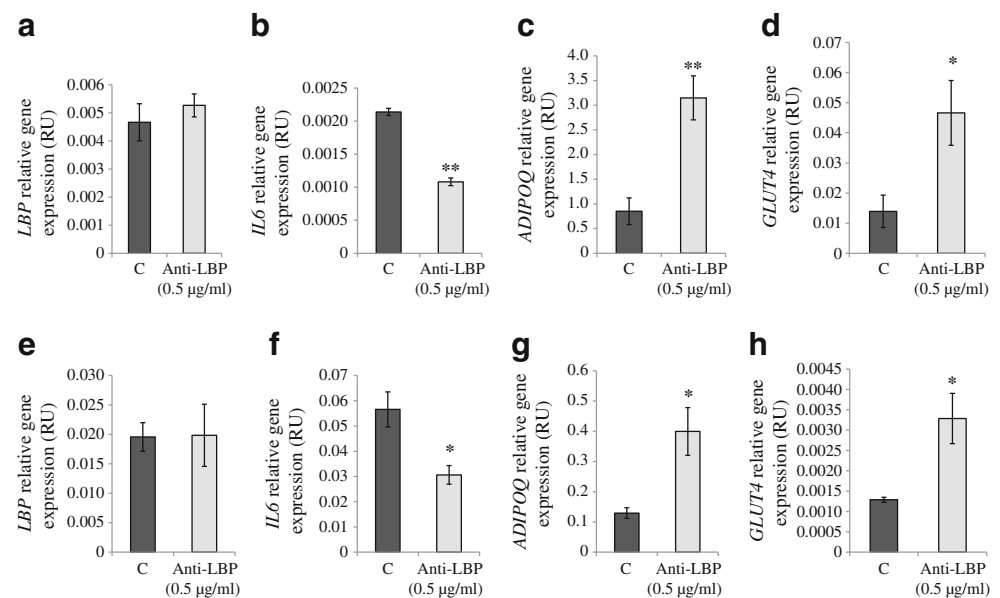 a
LBP relative gene
expression (RU)
0.006
0.005
0.004
0.003
0.002
0.001
0
C
Anti-LBP
(0.5 µg/ml)
b
IL6 relative gene
expression (RU)
0.0025
0.0020
0.0015
0.0010
0.0005
0
**
C
Anti-LBP
(0.5 µg/ml)
c
ADIPOQ relative gene
expression (RU)
4.0
3.5
3.0
2.5
2.0
1.5
1.0
0.5
0
**
C
Anti-LBP
(0.5 µg/ml)
d
GLUT4 relative gene
expression (RU)
0.07
0.06
0.05
0.04
0.03
0.02
0.01
0
*
C
Anti-LBP
(0.5 µg/ml)
e
LBP relative gene
expression (RU)
0.030
0.025
0.020
0.015
0.010
0.005
0
C
Anti-LBP
(0.5 µg/ml)
f
IL6 relative gene
expression (RU)
0.07
0.06
0.05
0.04
0.03
0.02
0.01
0
*
C
Anti-LBP
(0.5 µg/ml)
g
ADIPOQ relative gene
expression (RU)
0.6
0.5
0.4
0.3
0.2
0.1
0
*
C
Anti-LBP
(0.5 µg/ml)
h
GLUT4 relative gene
expression (RU)
0.0045
0.0040
0.0035
0.0030
0.0025
0.0020
0.0015
0.0010
0.0005
0
*
C
Anti-LBP
(0.5 µg/ml)